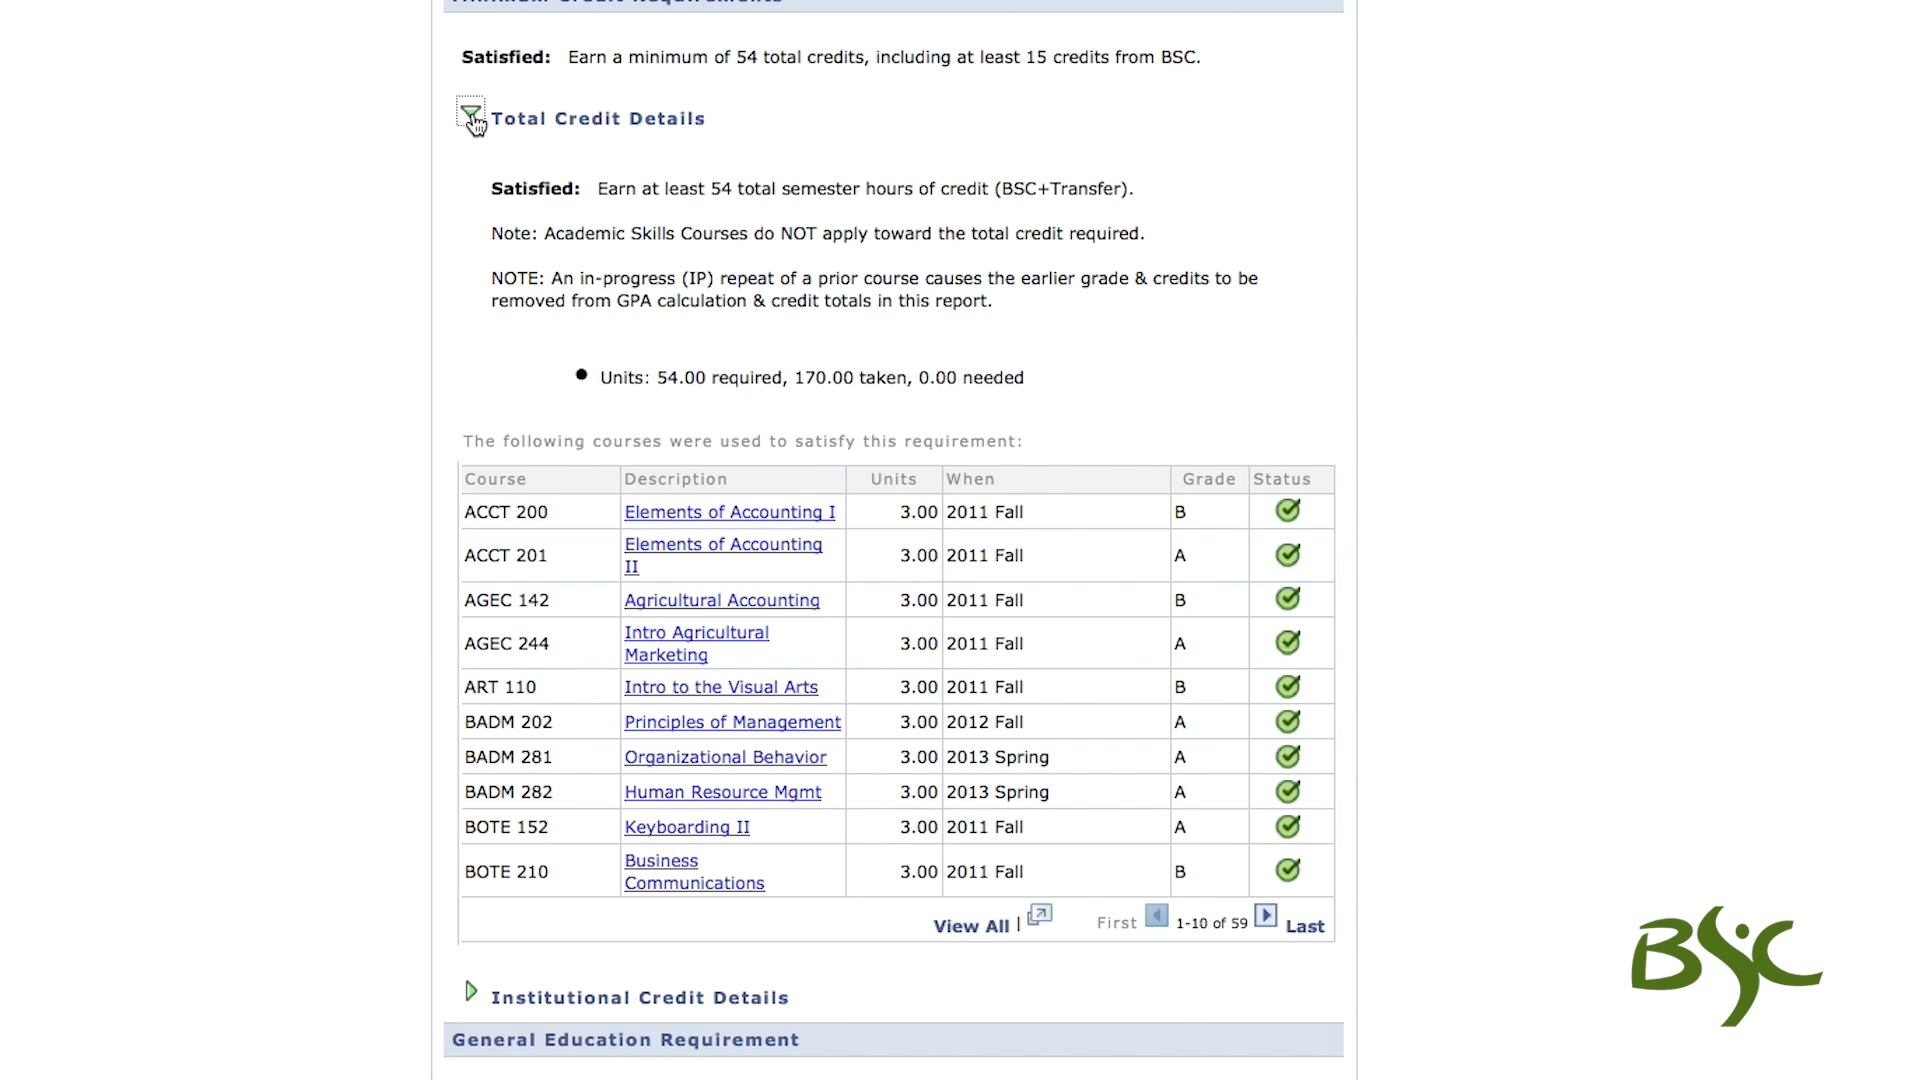 Minimum Credit Requirements
Satisfied: Earn a minimum of 54 total credits, including at least 15 credits from BSC.
Total Credit Details
Satisfied: Earn at least 54 total semester hours of credit (BSC+Transfer).
Note: Academic Skills Courses do NOT apply toward the total credit required.
NOTE: An in-progress (IP) repeat of a prior course causes the earlier grade & credits to be
removed from GPA calculation & credit totals in this report.
Units: 54.00 required, 170.00 taken, 0.00 needed
The following courses were used to satisfy this requirement:
Course Description Units When Grade Status
ACCT 200 Elements of Accounting I 3.00 2011 Fall B
ACCT 201 Elements of Accounting II 3.00 2011 Fall A
AGEC 142 Agricultural Accounting 3.00 2011 Fall B
AGEC 244 Intro Agricultural Marketing 3.00 2011 Fall A
ART 110 Intro to the Visual Arts 3.00 2011 Fall B
BADM 202 Principles of Management 3.00 2012 Fall A
BADM 281 Organizational Behavior 3.00 2013 Spring A
BADM 282 Human Resource Mgmt 3.00 2013 Spring A
BOTE 152 Keyboarding II 3.00 2011 Fall A
BOTE 210 Business Communications 3.00 2011 Fall B
View All | First 1-10 of 59 Last
Institutional Credit Details
General Education Requirement
BSC